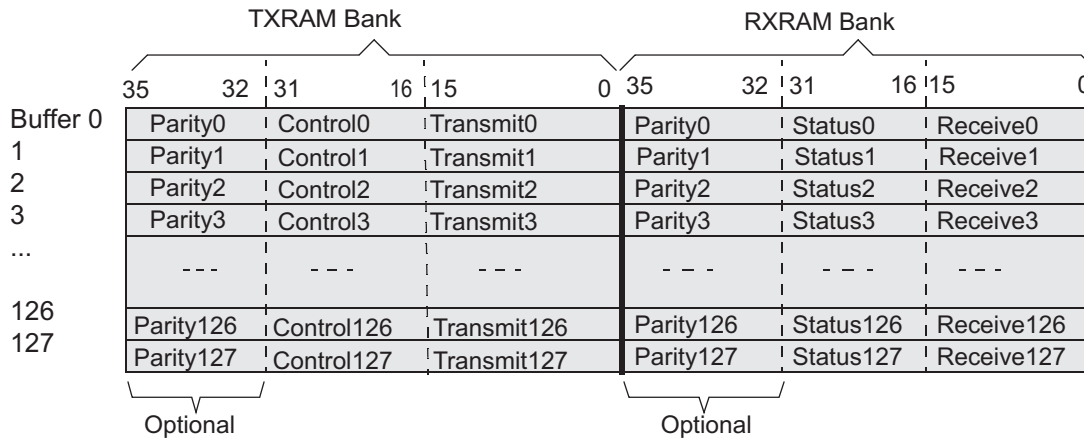 TXRAM Bank RXRAM Bank
35 32 31 16 15 0 35 32 31 16 15 0
Buffer 0 Parity0 Control0 Transmit0 Parity0 Status0 Receive0
1 Parity1 Control1 Transmit1 Parity1 Status1 Receive1
2 Parity2 Control2 Transmit2 Parity2 Status2 Receive2
3 Parity3 Control3 Transmit3 Parity3 Status3 Receive3
... --- --- --- --- --- ---
126 Parity126 Control126 Transmit126 Parity126 Status126 Receive126
127 Parity127 Control127 Transmit127 Parity127 Status127 Receive127
Optional Optional